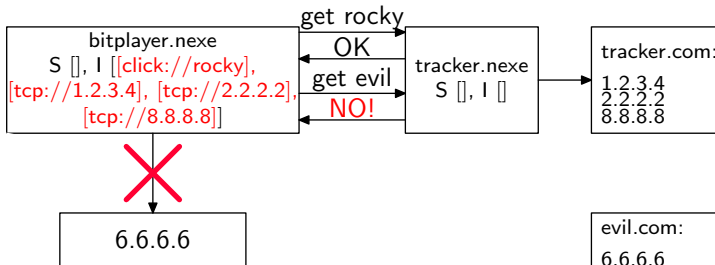 bitplayer.nexe
S [], I [[click://rocky],
[tcp://1.2.3.4], [tcp://2.2.2.2],
[tcp://8.8.8.8]]
get rocky
OK
get evil
NO!
tracker.nexe
S [], I []
tracker.com:
1.2.3.4
2.2.2.2
8.8.8.8
6.6.6.6
evil.com:
6.6.6.6